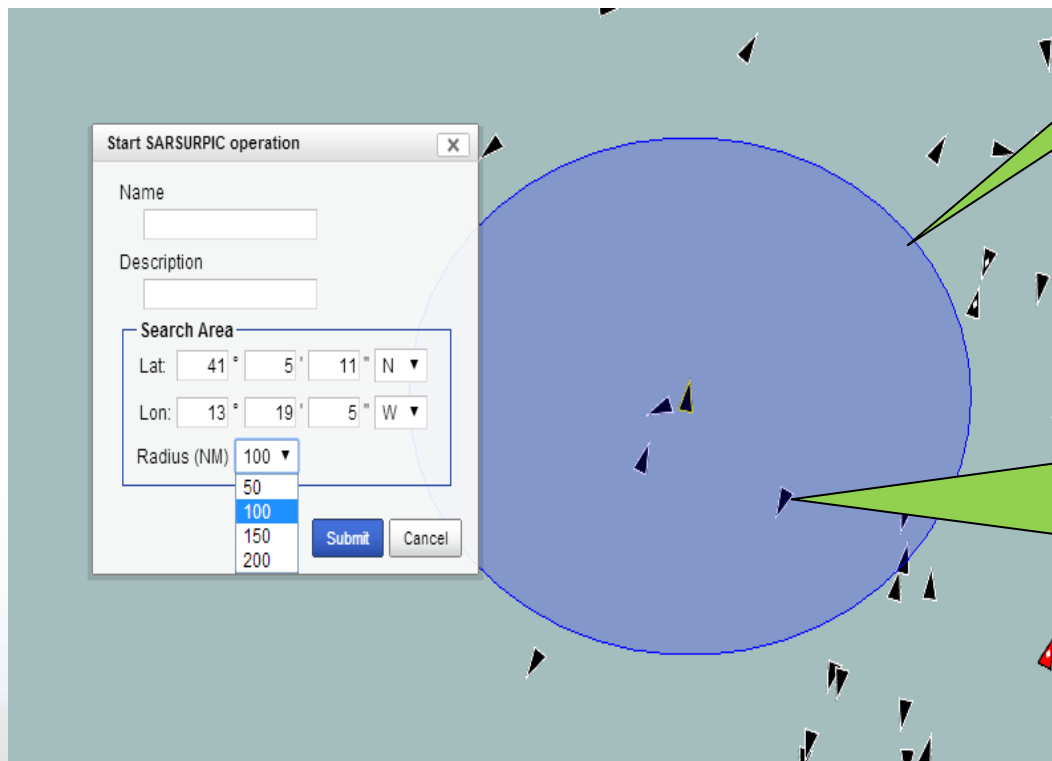 Start SARSURPIC operation X
Name
Description
Search Area
Lat: 41 ° 5 ' 11 " N ▼
Lon: 13 ° 19 ' 5 " W ▼
Radius (NM) 100 ▼
50
100
150
200
Submit Cancel